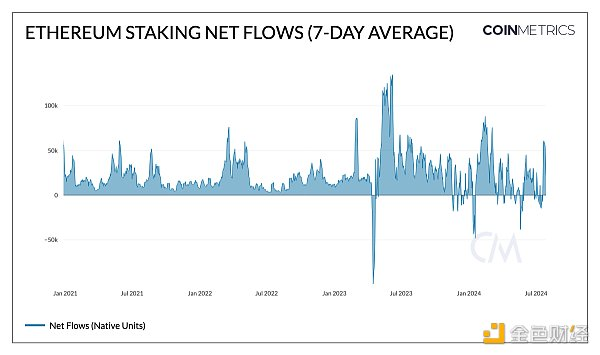 ETHEREUM STAKING NET FLOWS (7-DAY AVERAGE)
COINMETRICS
100k
50k
0
-50k
CM
Jan 2021
Jul 2021
Jan 2022
Jul 2022
Jan 2023
Jul 2023
Jan 2024
Jul 2024
Net Flows (Native Units)
金色财经